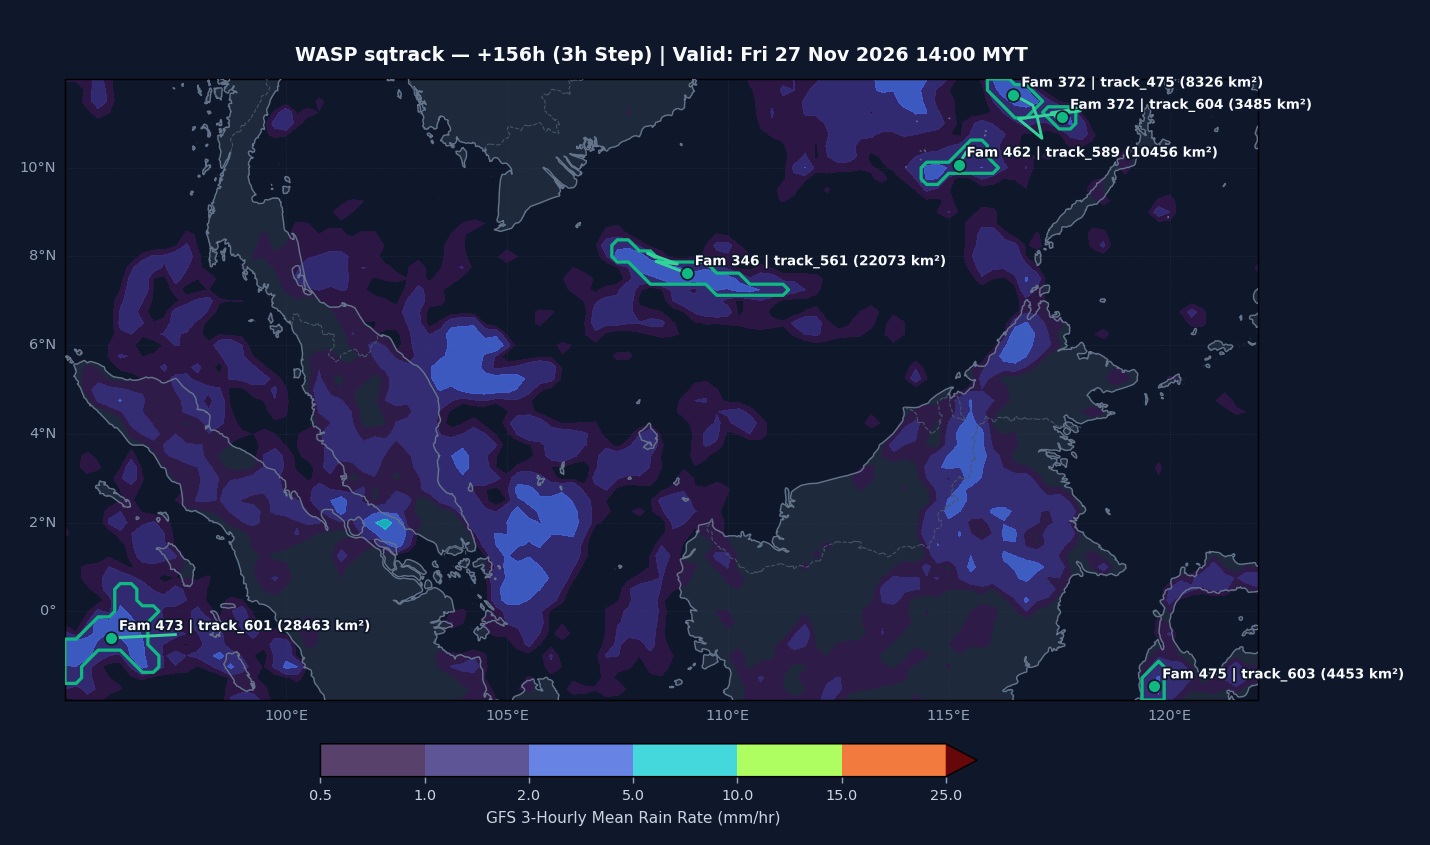 WASP sqtrack — +156h (3h Step) | Valid: Fri 27 Nov 2026 14:00 MYT
Fam 372 | track_475 (8326 km²)
Fam 372 | track_604 (3485 km²)
Fam 462 | track_589 (10456 km²)
Fam 346 | track_561 (22073 km²)
Fam 473 | track_601 (28463 km²)
Fam 475 | track_603 (4453 km²)
10°N
8°N
6°N
4°N
2°N
0°
100°E 105°E 110°E 115°E 120°E
0.5 1.0 2.0 5.0 10.0 15.0 25.0
GFS 3-Hourly Mean Rain Rate (mm/hr)